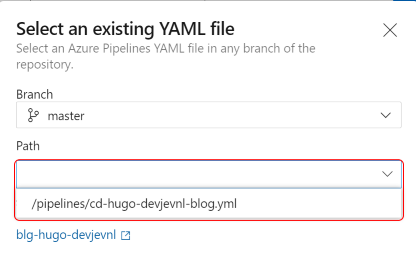 Select an existing YAML file
Select an Azure Pipelines YAML file in any branch of the
repository.
Branch
master
Path
/pipelines/cd-hugo-devjevnl-blog.yml
blg-hugo-devjevnl